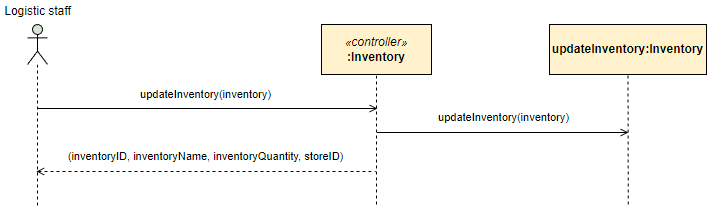 Logistic staff
«controller»
:Inventory
updateInventory:Inventory
updateInventory(inventory)
updateInventory(inventory)
(inventoryID, inventoryName, inventoryQuantity, storeID)